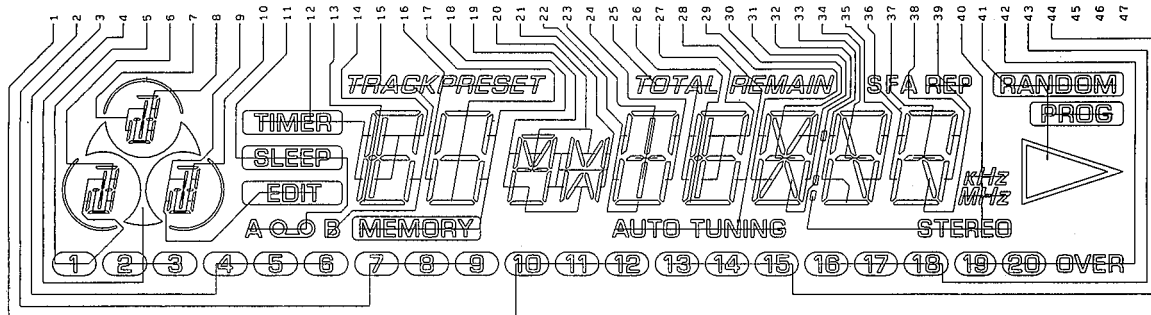 1 2 3 4 5 6 7 8 9 10 11 12 13 14 15 16 17 18 19 20 21 22 23 24 25 26 27 28 29 30 31 32 33 34 35 36 37 38 39 40 41 42 43 44 45 46 47
TRACK PRESET TOTAL REMAIN S.F.A REP RANDOM
TIMER PROG
SLEEP
EDIT kHz
MHz
A B MEMORY AUTO TUNING STEREO
1 2 3 4 5 6 7 8 9 10 11 12 13 14 15 16 17 18 19 20 OVER